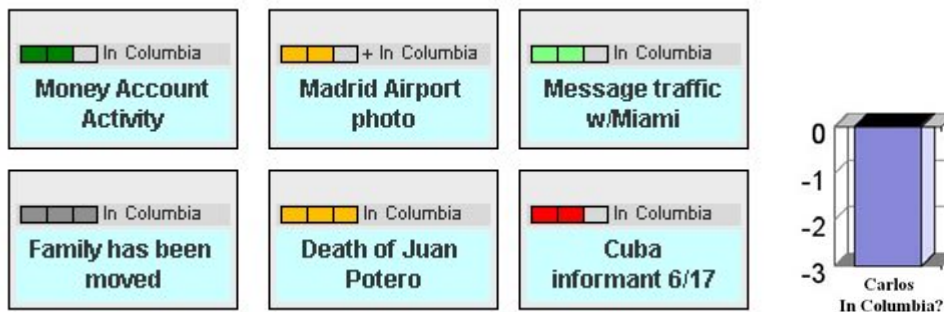 In Columbia
Money Account
Activity
+ In Columbia
Madrid Airport
photo
In Columbia
Message traffic
w/Miami
In Columbia
Family has been
moved
In Columbia
Death of Juan
Potero
In Columbia
Cuba
informant 6/17
0
-1
-2
-3
Carlos
In Columbia?